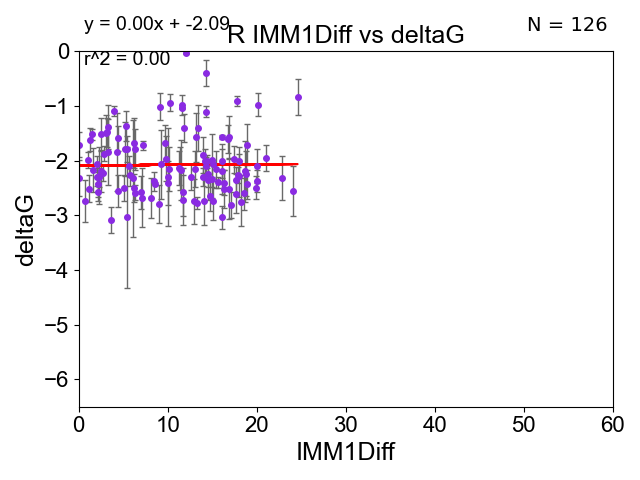 y = 0.00x + -2.09
N = 126
R IMM1Diff vs deltaG
r^2 = 0.00
0
−1
−2
−3
−4
−5
−6
deltaG
0 10 20 30 40 50 60
IMM1Diff